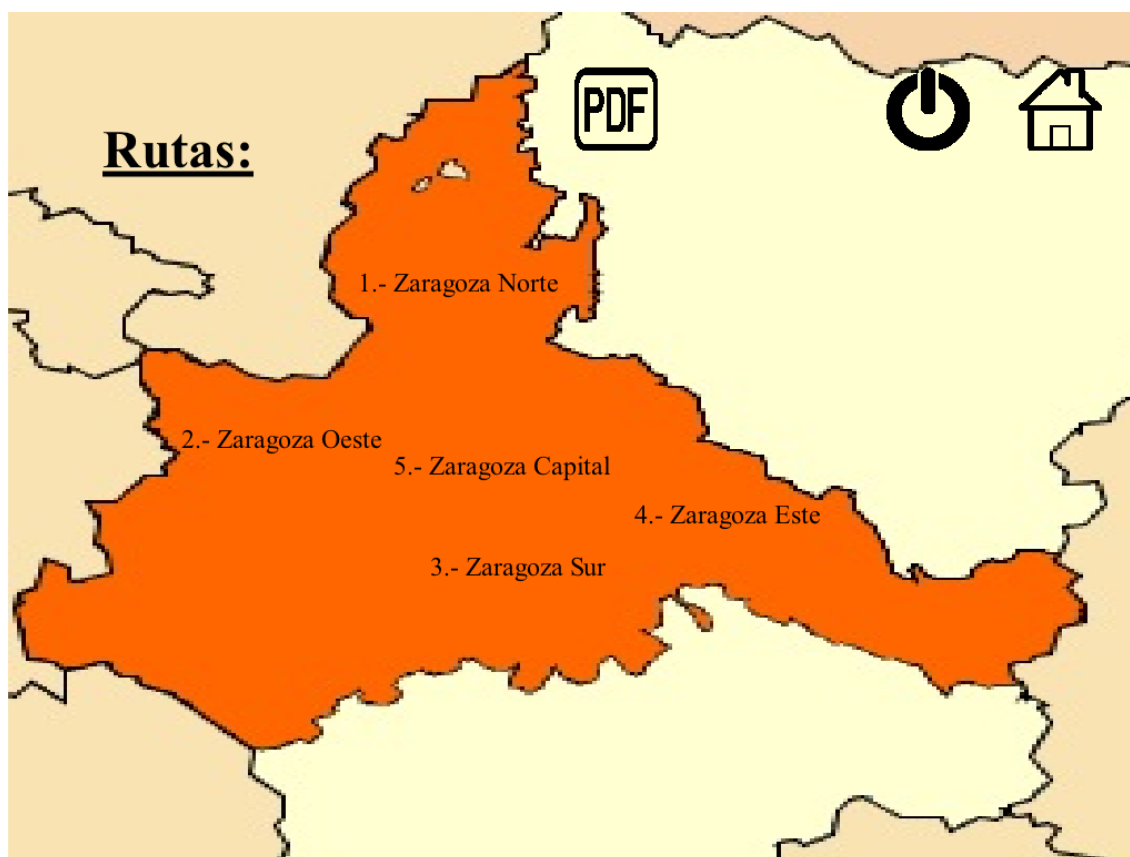 PDF
Rutas:
1.- Zaragoza Norte
2.- Zaragoza Oeste
5.- Zaragoza Capital
4.- Zaragoza Este
3.- Zaragoza Sur